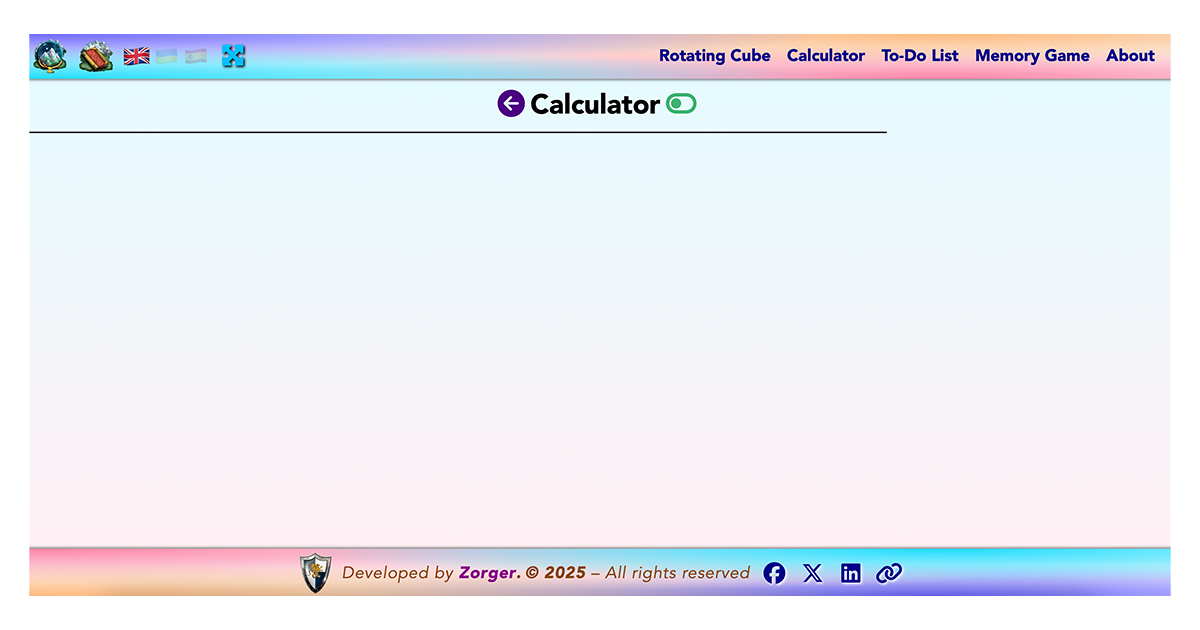 Rotating Cube Calculator To-Do List Memory Game About
Calculator
Developed by Zorger. © 2025 – All rights reserved